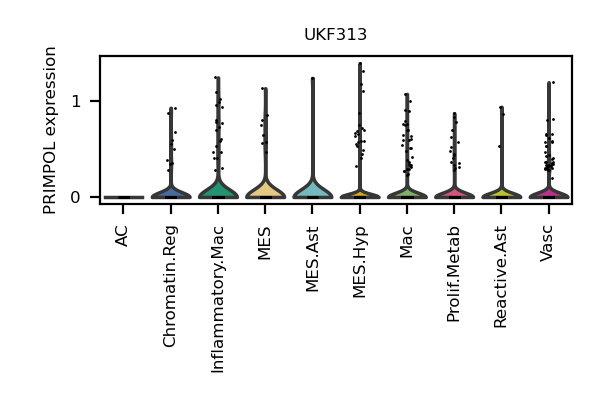 UKF313
PRIMPOL expression
1
0
AC
Chromatin.Reg
Inflammatory.Mac
MES
MES.Ast
MES.Hyp
Mac
Prolif.Metab
Reactive.Ast
Vasc